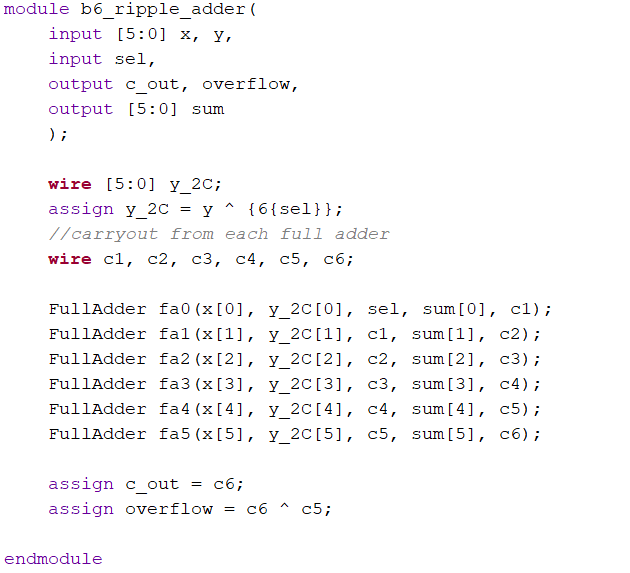 module b6_ripple_adder(
    input [5:0] x, y,
    input sel,
    output c_out, overflow,
    output [5:0] sum
    );

    wire [5:0] y_2C;
    assign y_2C = y ^ {6{sel}};
    //carryout from each full adder
    wire c1, c2, c3, c4, c5, c6;

    FullAdder fa0(x[0], y_2C[0], sel, sum[0], c1);
    FullAdder fa1(x[1], y_2C[1], c1, sum[1], c2);
    FullAdder fa2(x[2], y_2C[2], c2, sum[2], c3);
    FullAdder fa3(x[3], y_2C[3], c3, sum[3], c4);
    FullAdder fa4(x[4], y_2C[4], c4, sum[4], c5);
    FullAdder fa5(x[5], y_2C[5], c5, sum[5], c6);

    assign c_out = c6;
    assign overflow = c6 ^ c5;

endmodule